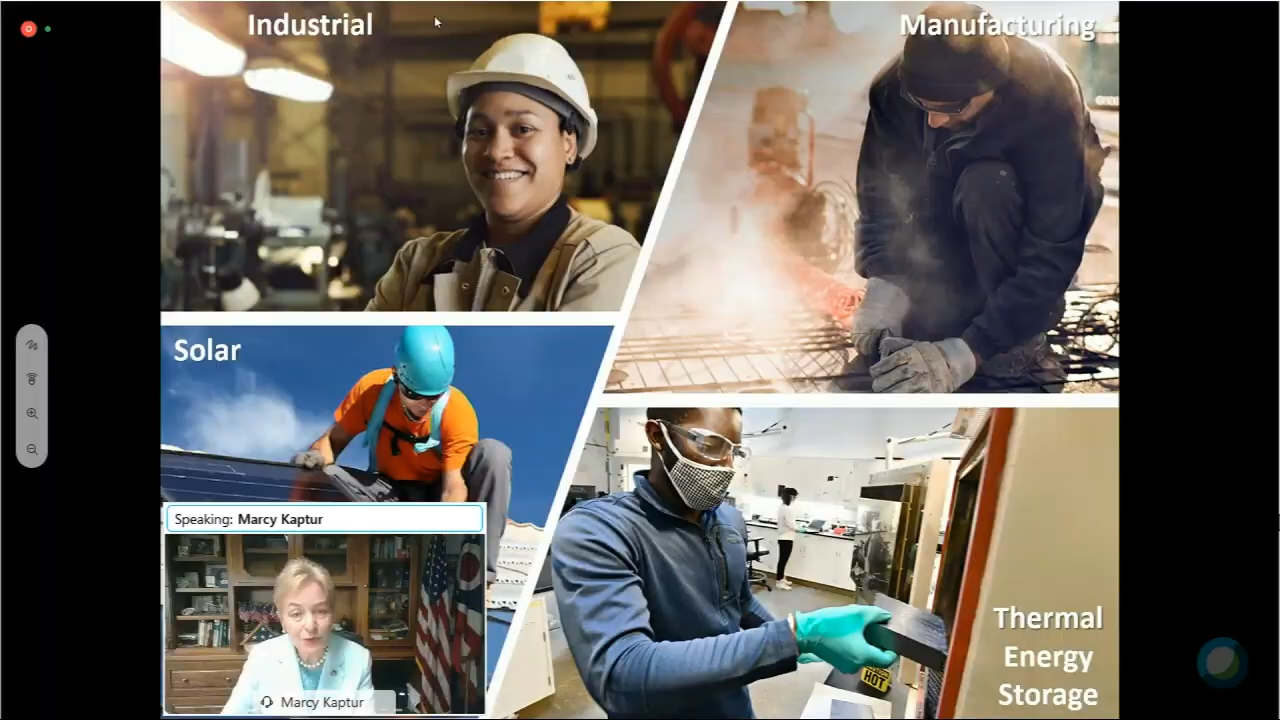 Industrial
Manufacturing
Solar
Speaking: Marcy Kaptur
Marcy Kaptur
HOT
Thermal
Energy
Storage